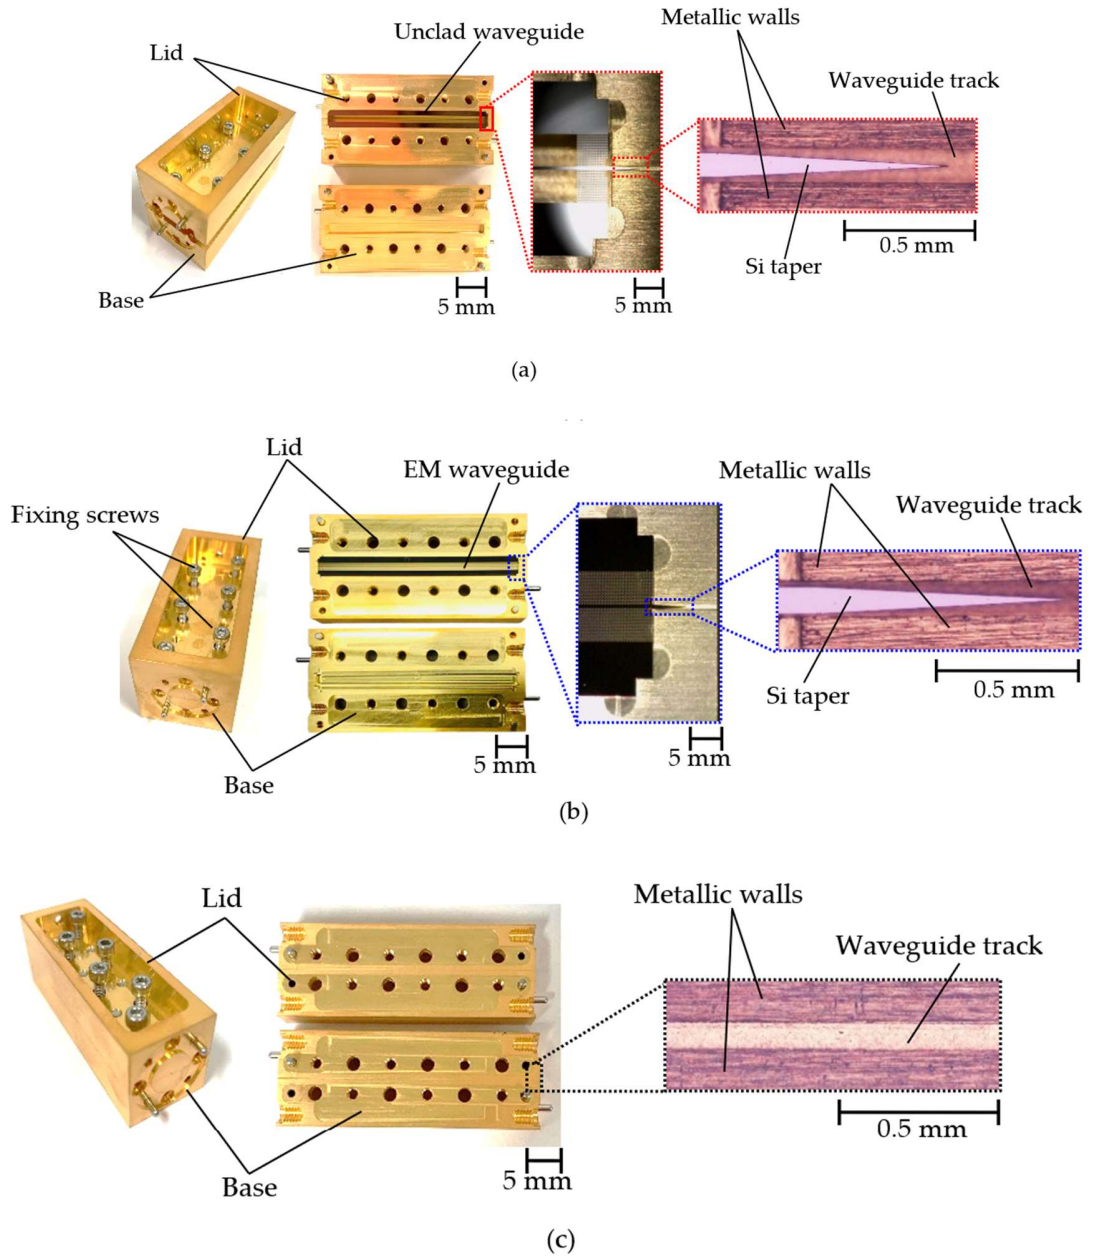 Metallic walls
Unclad waveguide
Lid
Waveguide track
0.5 mm
Si taper
Base
5 mm
5 mm
(a)
Lid
EM waveguide
Metallic walls
Waveguide track
Fixing screws
0.5 mm
Si taper
Base
5 mm
5 mm
(b)
Lid
Metallic walls
Waveguide track
0.5 mm
Base
5 mm
(c)